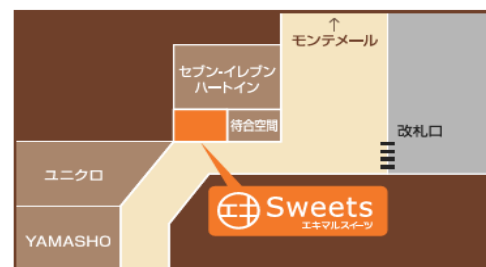 ↑
モンテメール
セブン-イレブン
ハートイン
待合空間
改札口
ユニクロ
エキ Sweets
エキマルスイーツ
YAMASHO